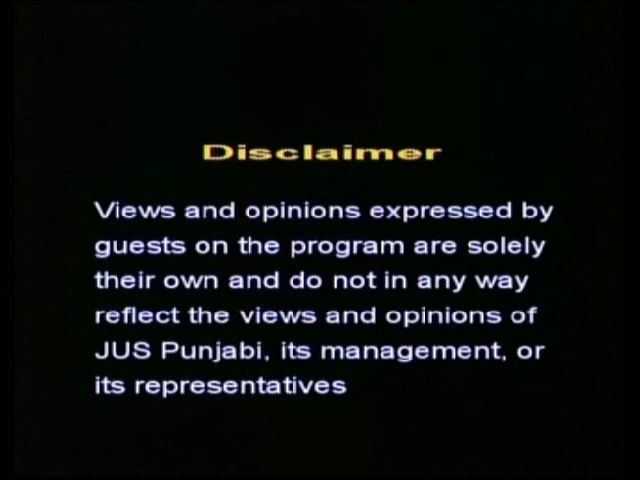 Disclaimer
Views and opinions expressed by
guests on the program are solely
their own and do not in any way
reflect the views and opinions of
JUS Punjabi, its management, or
its representatives